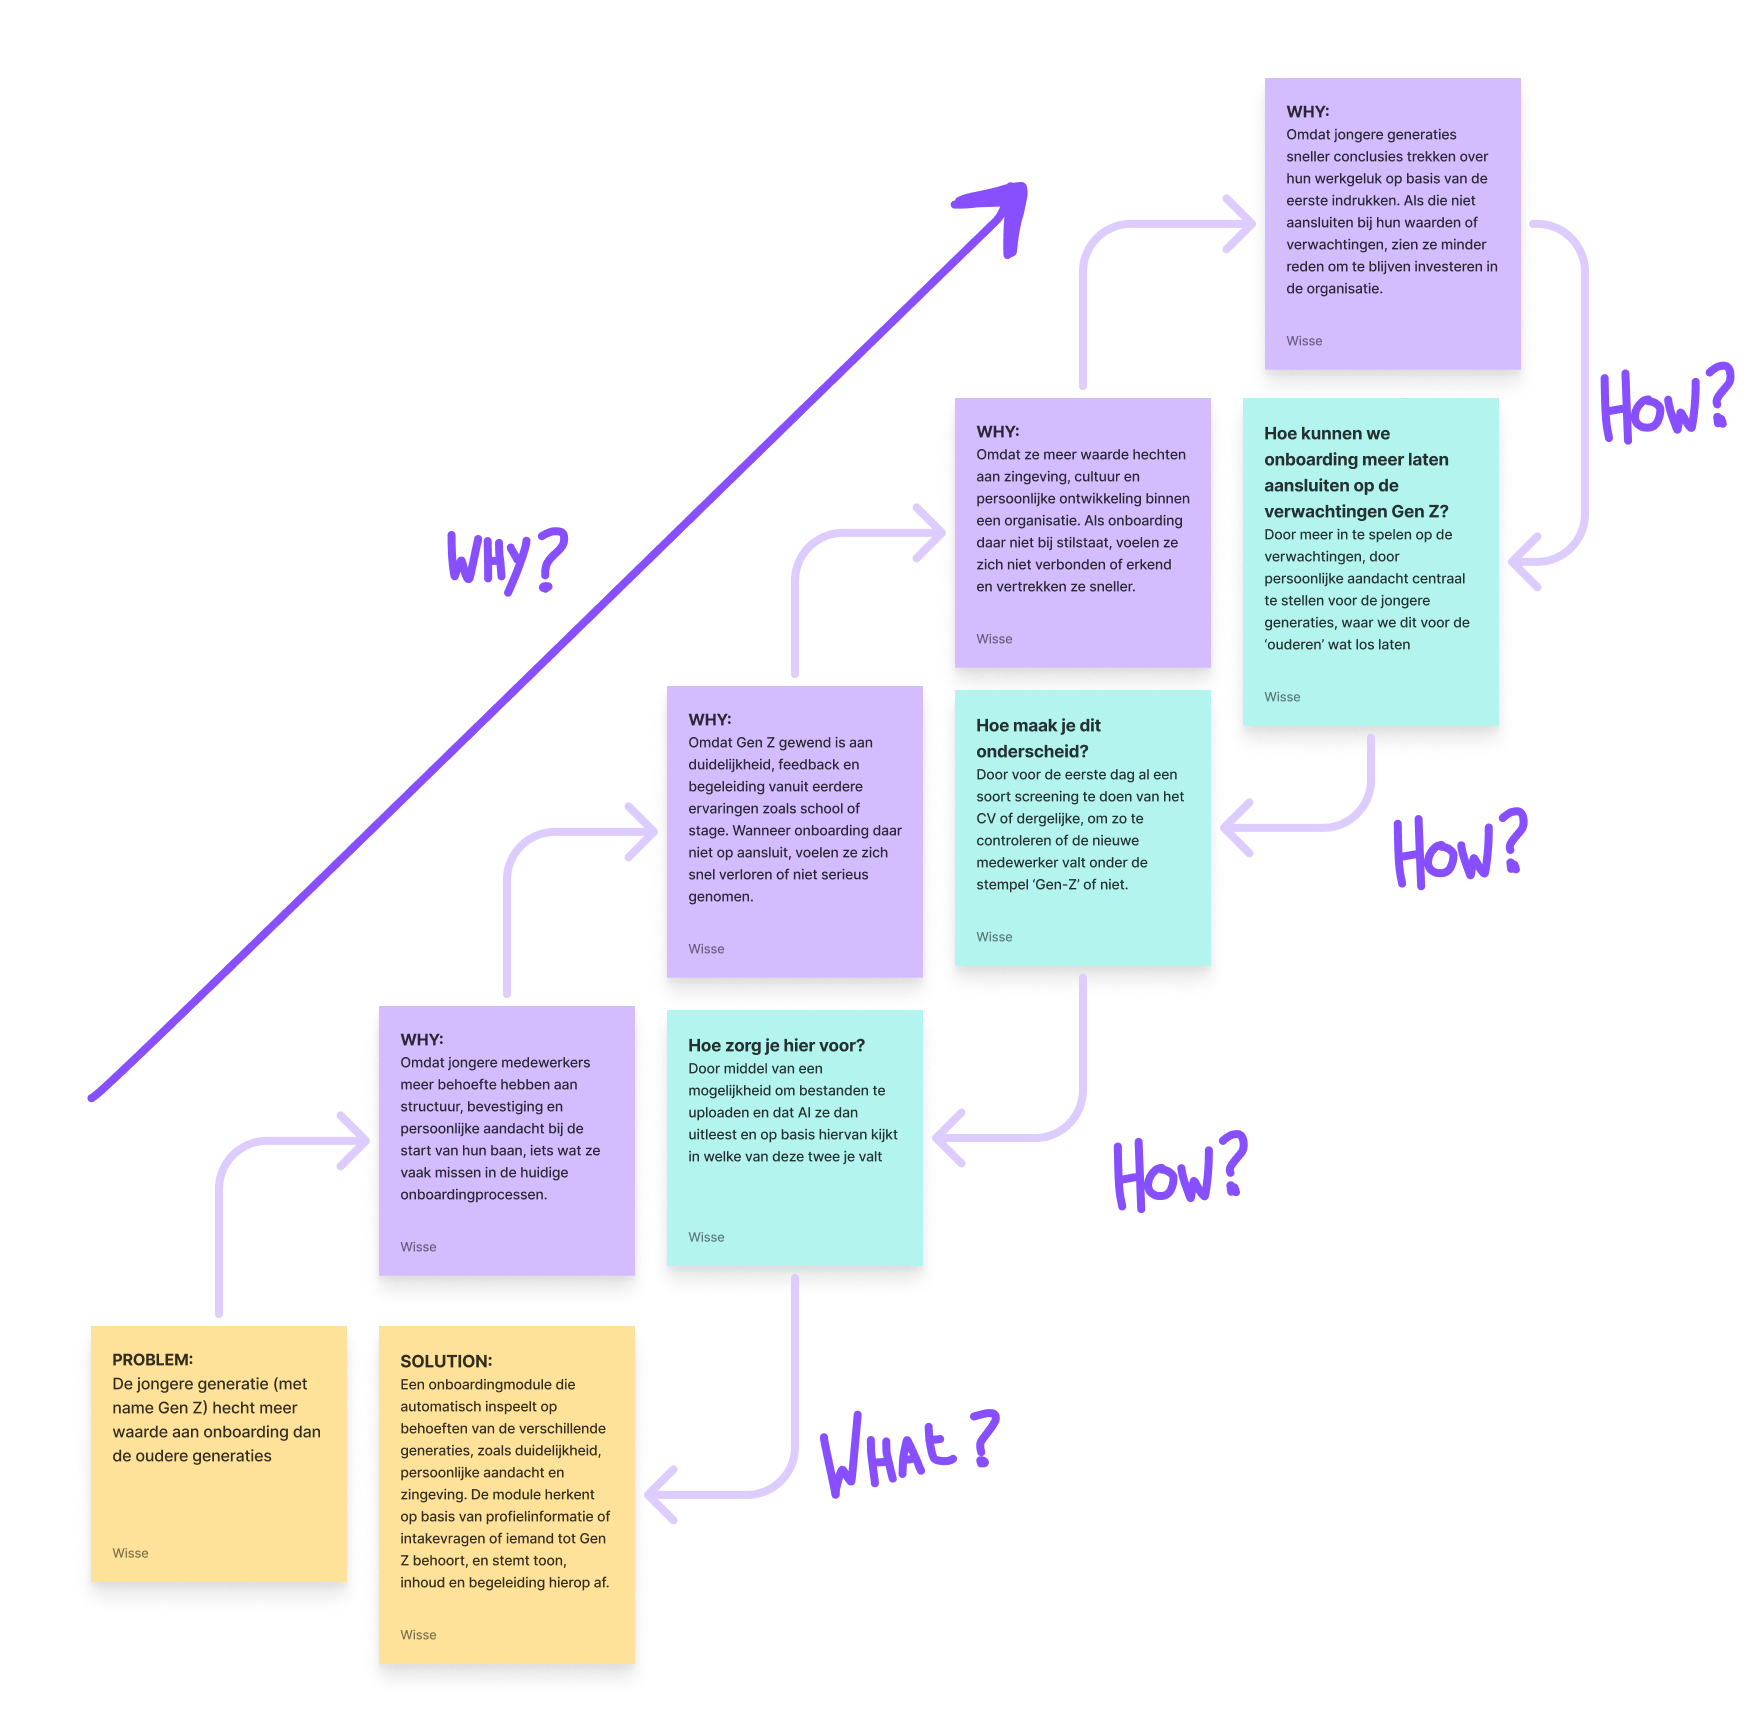 WHY:
Omdat jongere generaties
sneller conclusies trekken over
hun werkgeluk op basis van de
eerste indrukken. Als die niet
aansluiten bij hun waarden of
verwachtingen, zien ze minder
reden om te blijven investeren in
de organisatie.
Wisse
How?
WHY:
Omdat ze meer waarde hechten
aan zingeving, cultuur en
persoonlijke ontwikkeling binnen
een organisatie. Als onboarding
daar niet bij stilstaat, voelen ze
zich niet verbonden of erkend
en vertrekken ze sneller.
Wisse
Hoe kunnen we
onboarding meer laten
aansluiten op de
verwachtingen Gen Z?
Door meer in te spelen op de
verwachtingen, door
persoonlijke aandacht centraal
te stellen voor de jongere
generaties, waar we dit voor de
‘ouderen’ wat los laten
Wisse
WHY?
WHY:
Omdat Gen Z gewend is aan
duidelijkheid, feedback en
begeleiding vanuit eerdere
ervaringen zoals school of
stage. Wanneer onboarding daar
niet op aansluit, voelen ze zich
snel verloren of niet serieus
genomen.
Wisse
Hoe maak je dit
onderscheid?
Door voor de eerste dag al een
soort screening te doen van het
CV of dergelijke, om zo te
controleren of de nieuwe
medewerker valt onder de
stempel ‘Gen-Z’ of niet.
Wisse
How?
WHY:
Omdat jongere medewerkers
meer behoefte hebben aan
structuur, bevestiging en
persoonlijke aandacht bij de
start van hun baan, iets wat ze
vaak missen in de huidige
onboardingprocessen.
Wisse
Hoe zorg je hier voor?
Door middel van een
mogelijkheid om bestanden te
uploaden en dat AI ze dan
uitleest en op basis hiervan kijkt
in welke van deze twee je valt
Wisse
How?
PROBLEM:
De jongere generatie (met
name Gen Z) hecht meer
waarde aan onboarding dan
de oudere generaties
Wisse
SOLUTION:
Een onboardingmodule die
automatisch inspeelt op
behoeften van de verschillende
generaties, zoals duidelijkheid,
persoonlijke aandacht en
zingeving. De module herkent
op basis van profielinformatie of
intakevragen of iemand tot Gen
Z behoort, en stemt toon,
inhoud en begeleiding hierop af.
Wisse
WHAt?